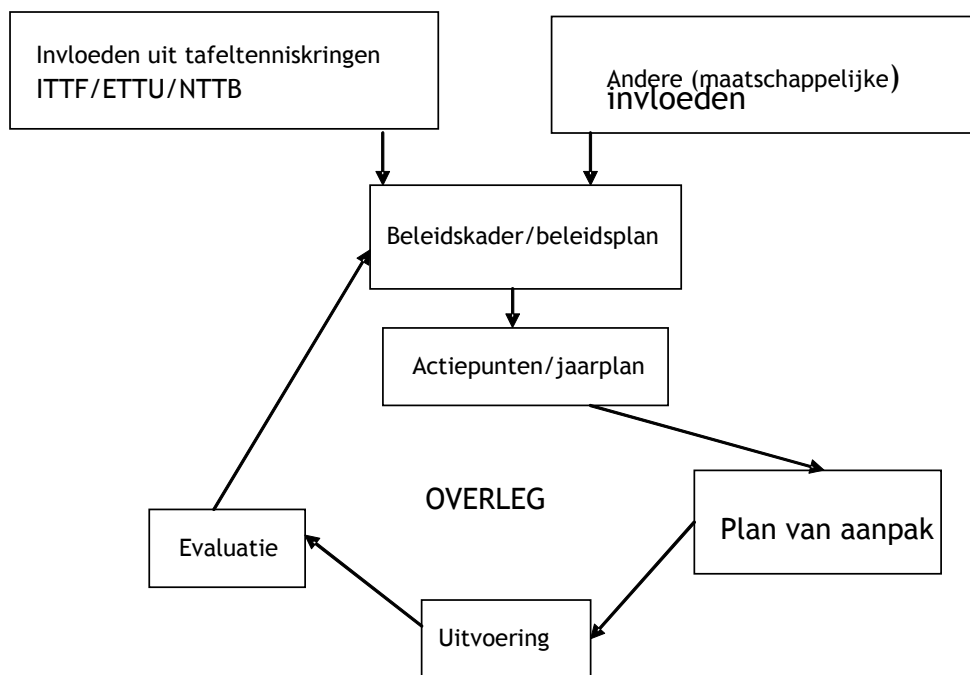 Invloeden uit tafeltenniskringen
ITTF/ETTU/NTTB
Andere (maatschappelijke)
invloeden
Beleidskader/beleidsplan
Actiepunten/jaarplan
OVERLEG
Plan van aanpak
Evaluatie
Uitvoering